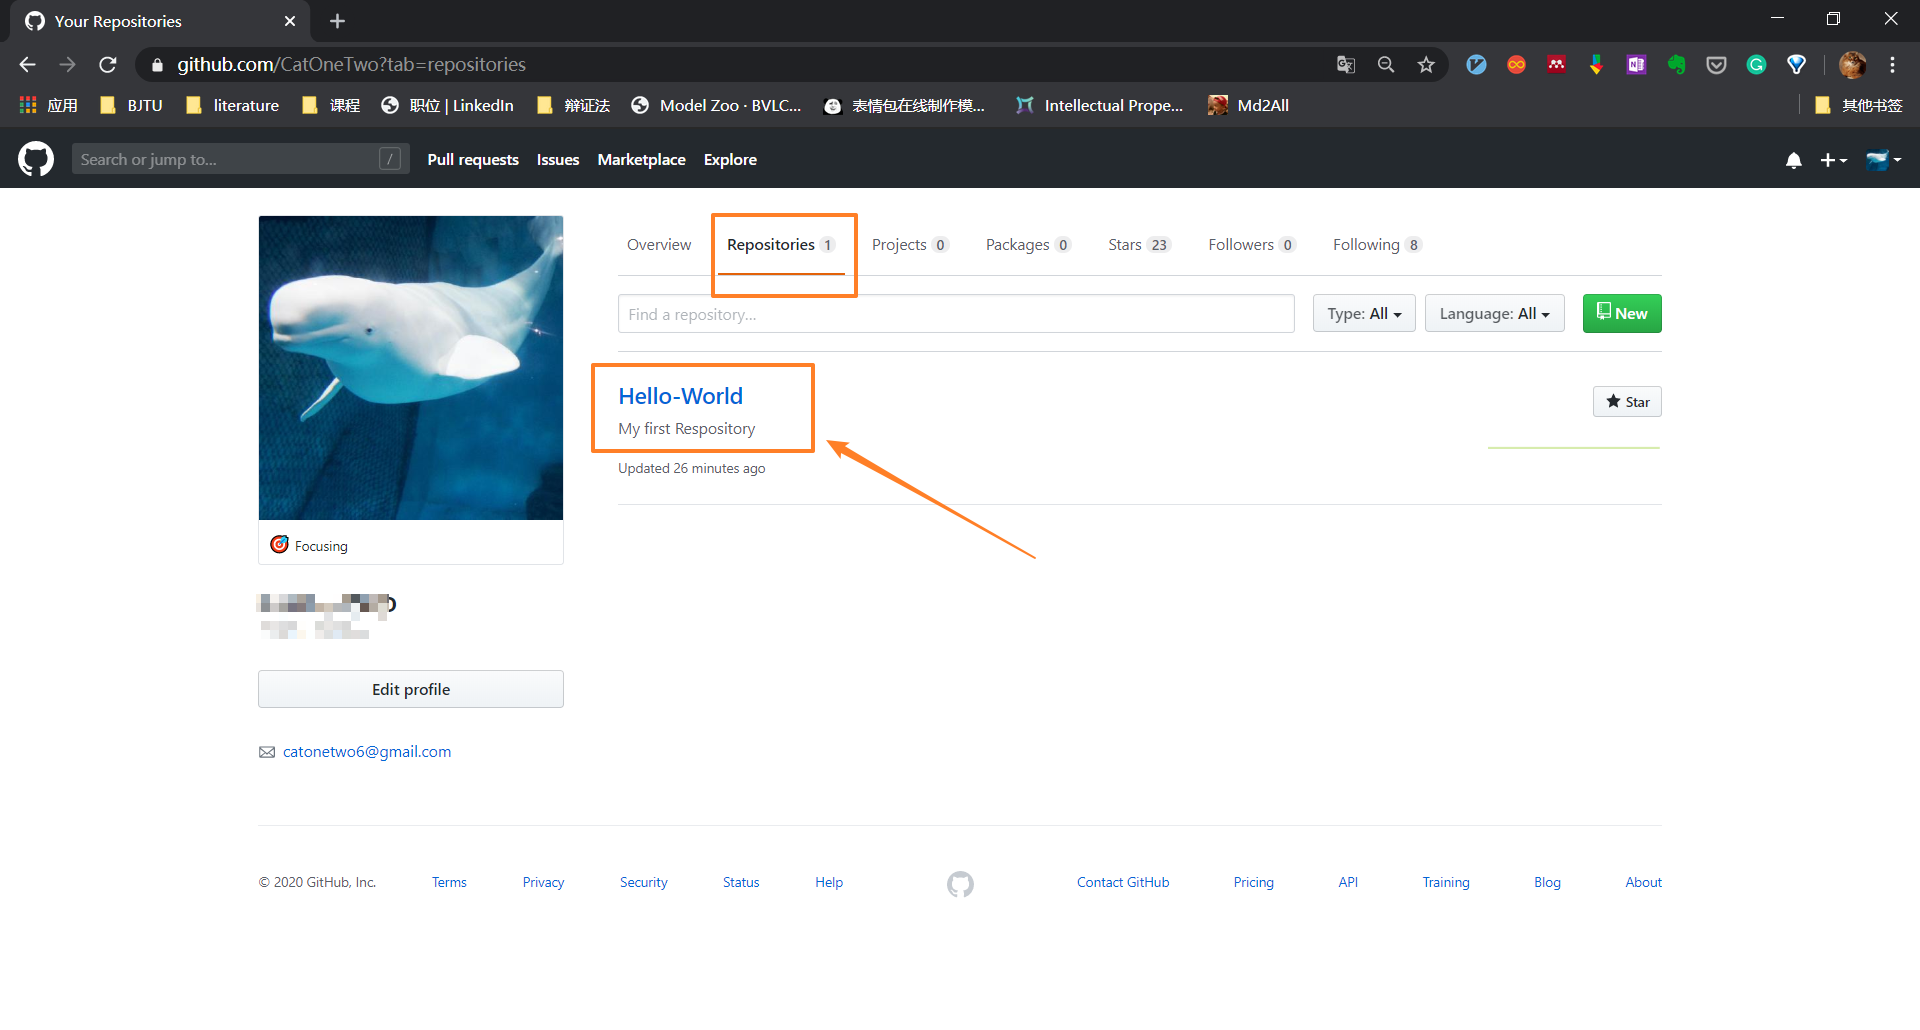 Your Repositories
github.com/CatOneTwo?tab=repositories
应用 BJTU literature 课程 职位 | LinkedIn 辩证法 Model Zoo · BVLC... 表情包在线制作模... Intellectual Prope... Md2All 其他书签
Search or jump to... / Pull requests Issues Marketplace Explore
Overview Repositories 1 Projects 0 Packages 0 Stars 23 Followers 0 Following 8
Find a repository... Type: All Language: All New
Hello-World
Star
My first Respository
Updated 26 minutes ago
Focusing
Edit profile
catonetwo6@gmail.com
© 2020 GitHub, Inc. Terms Privacy Security Status Help Contact GitHub Pricing API Training Blog About